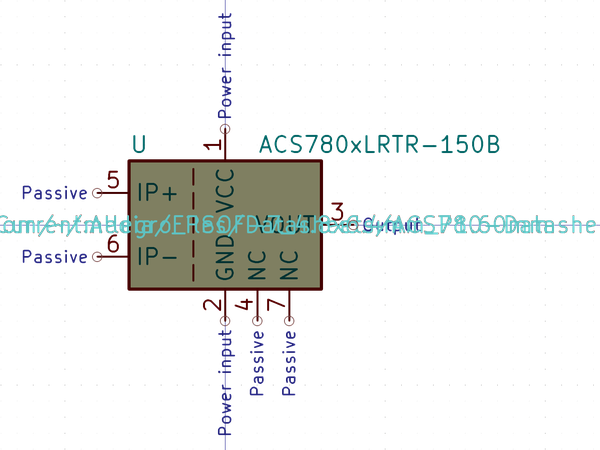 Power input
1
U
ACS780xLRTR-150B
Passive
5
IP+
VCC
3
Output
Passive
6
IP-
GND
NC
NC
2
4
7
Power input
Passive
Passive